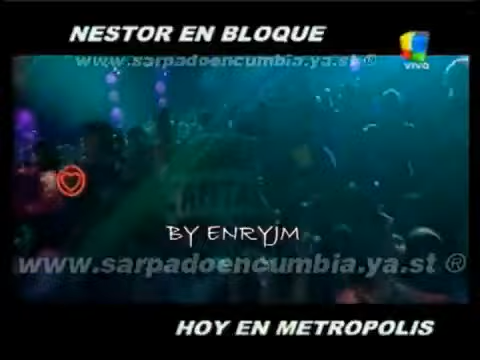 NESTOR EN BLOQUE
www.sarpadoencumbia.ya.st ®
vivo
BY ENRYJM
www.sarpadoencumbia.ya.st ®
HOY EN METROPOLIS